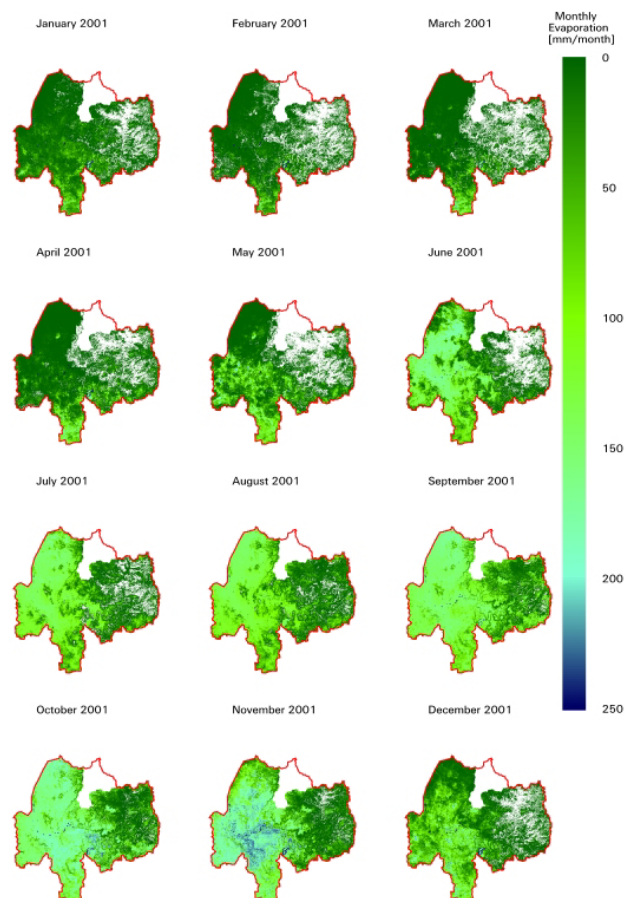 January 2001
February 2001
March 2001
Monthly
Evaporation
[mm/month]
0
50
April 2001
May 2001
June 2001
100
150
July 2001
August 2001
September 2001
200
250
October 2001
November 2001
December 2001